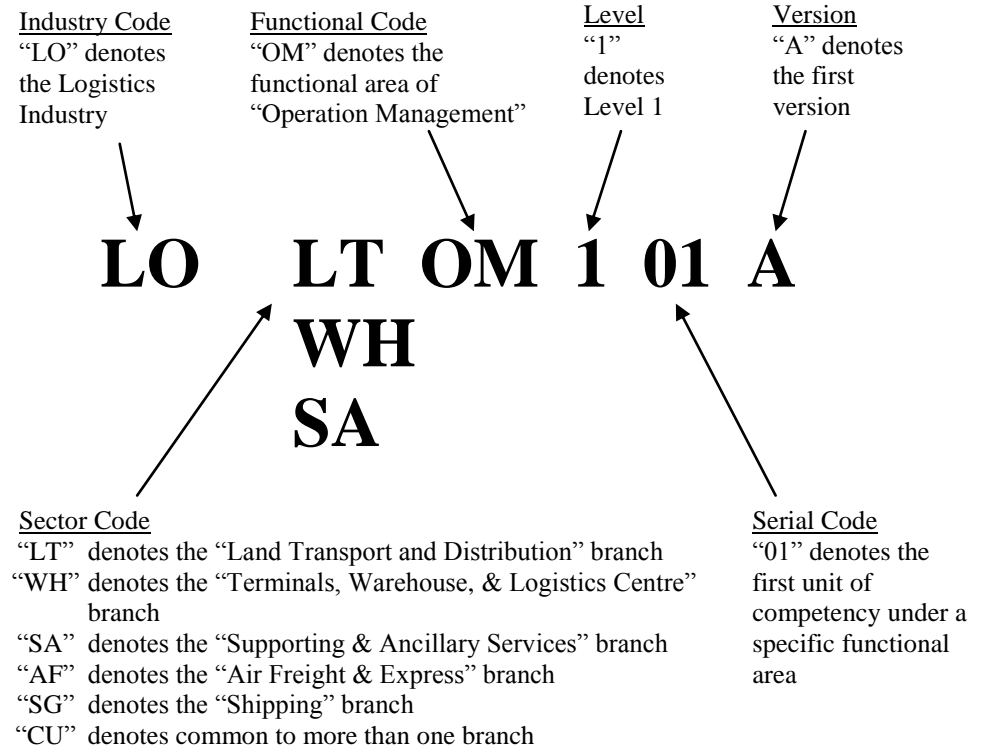 Industry Code
“LO” denotes
the Logistics
Industry
Functional Code
“OM” denotes the
functional area of
“Operation Management”
Level
“1”
denotes
Level 1
Version
“A” denotes
the first
version
LO LT OM 1 01 A
WH
SA
Sector Code
“LT” denotes the “Land Transport and Distribution” branch
“WH” denotes the “Terminals, Warehouse, & Logistics Centre”
branch
“SA” denotes the “Supporting & Ancillary Services” branch
“AF” denotes the “Air Freight & Express” branch
“SG” denotes the “Shipping” branch
“CU” denotes common to more than one branch
Serial Code
“01” denotes the
first unit of
competency under a
specific functional
area